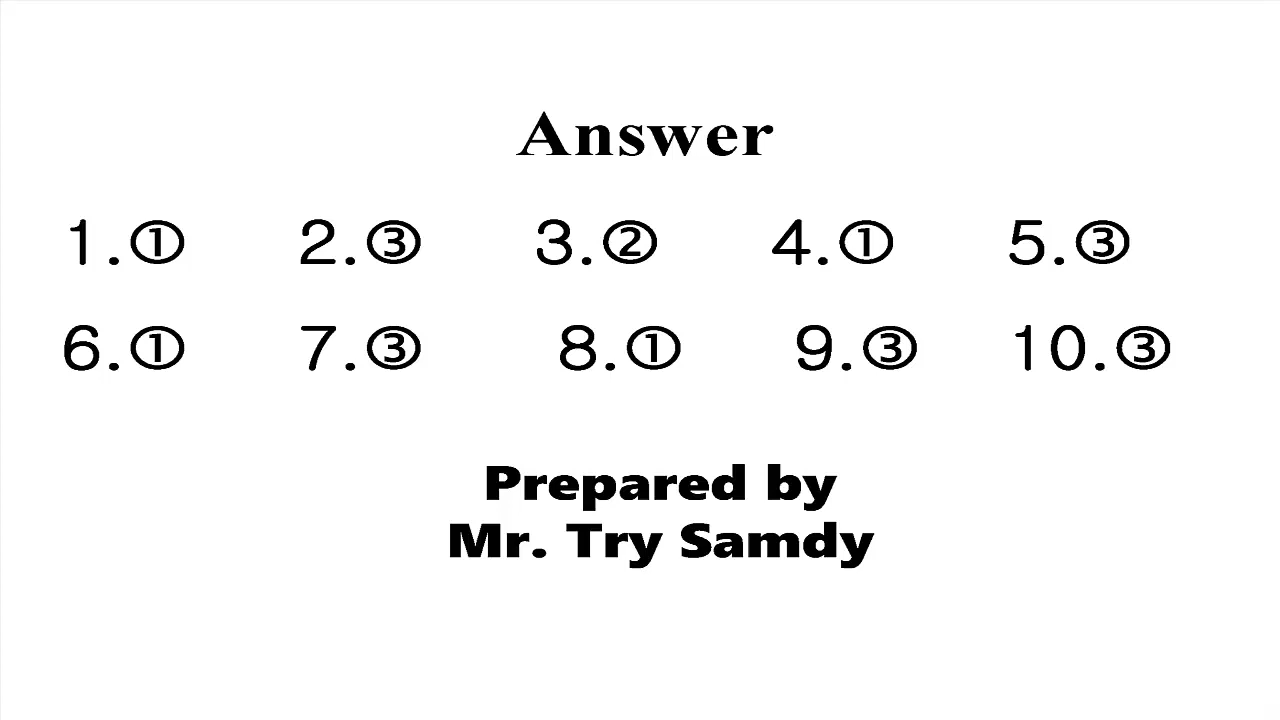 Answer
1.① 2.③ 3.② 4.① 5.③
6.① 7.③ 8.① 9.③ 10.③
Prepared by
Mr. Try Samdy